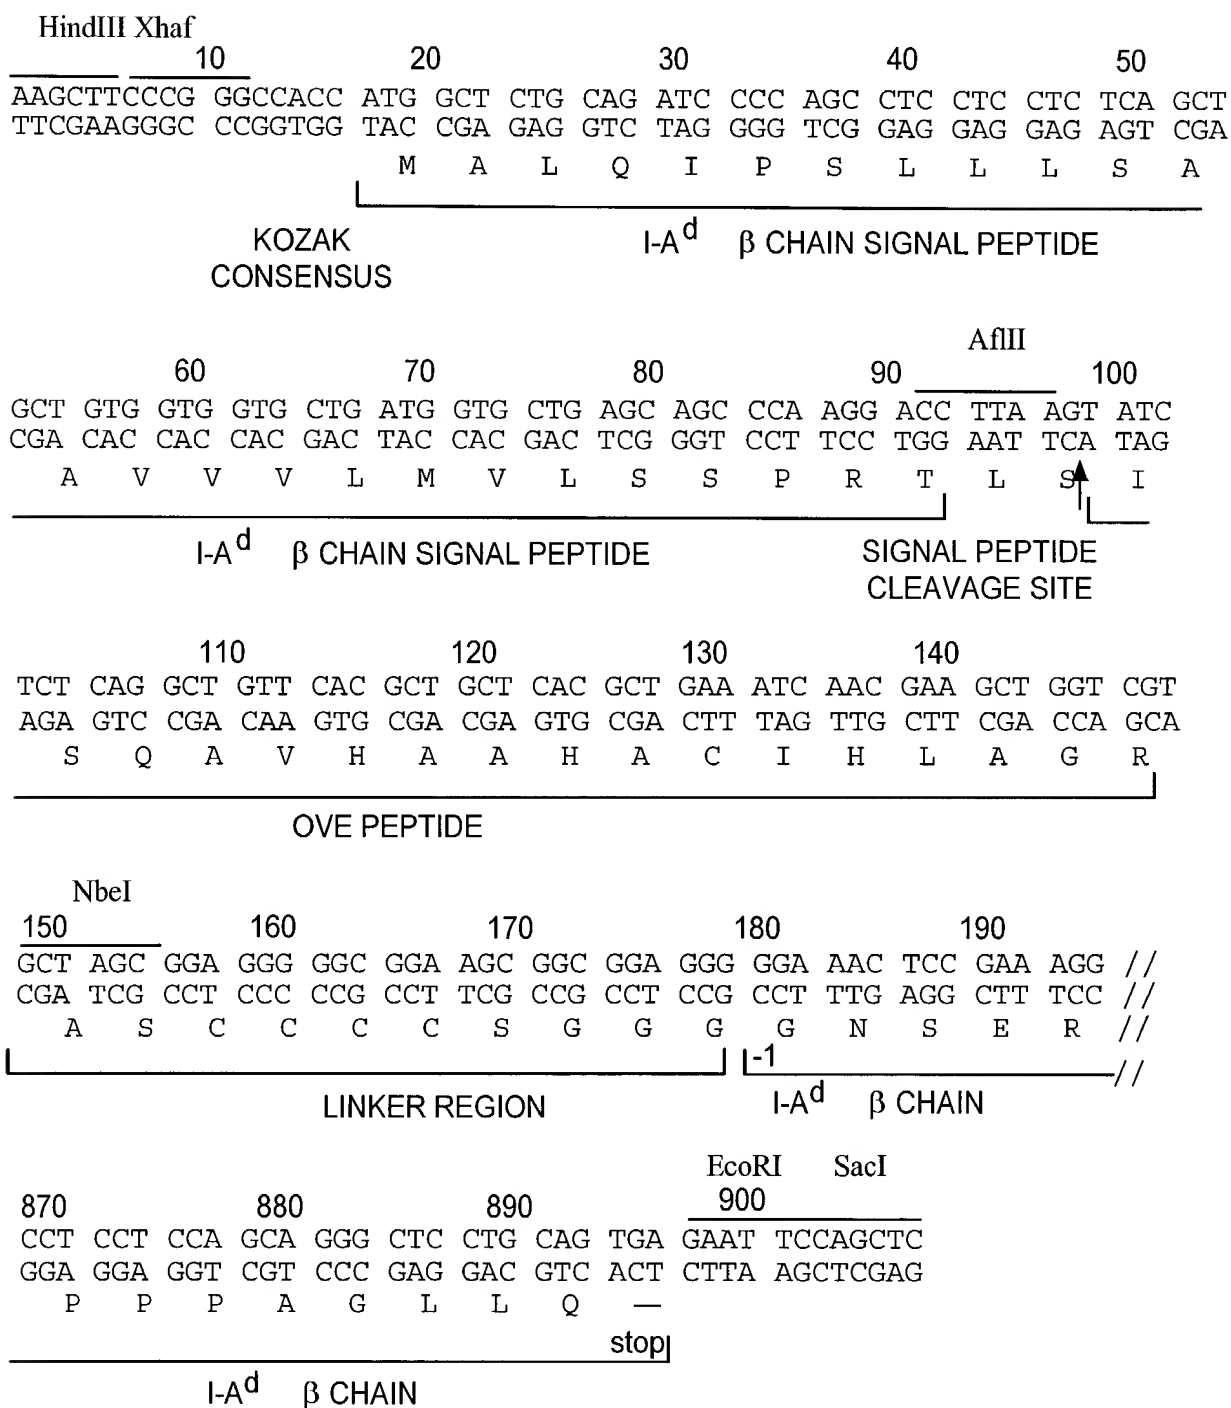 HindIII Xhaf
10 20 30 40 50
AAGCTTCCCG GGCCACC ATG GCT CTG CAG ATC CCC AGC CTC CTC CTC TCA GCT
TTCGAAGGGC CCGGTGG TAC CGA GAG GTC TAG GGG TCG GAG GAG GAG AGT CGA
M A L Q I P S L L L S A
KOZAK CONSENSUS
I-Ad β CHAIN SIGNAL PEPTIDE
AflII
60 70 80 90 100
GCT GTG GTG GTG CTG ATG GTG CTG AGC AGC CCA AGG ACC TTA AGT ATC
CGA CAC CAC CAC GAC TAC CAC GAC TCG GGT CCT TCC TGG AAT TCA TAG
A V V V L M V L S S P R T L S I
I-Ad β CHAIN SIGNAL PEPTIDE
SIGNAL PEPTIDE
CLEAVAGE SITE
110 120 130 140
TCT CAG GCT GTT CAC GCT GCT CAC GCT GAA ATC AAC GAA GCT GGT CGT
AGA GTC CGA CAA GTG CGA CGA GTG CGA CTT TAG TTG CTT CGA CCA GCA
S Q A V H A A H A C I H L A G R
OVE PEPTIDE
NbeI
150 160 170 180 190
GCT AGC GGA GGG GGC GGA AGC GGC GGA GGG GGA AAC TCC GAA AGG //
CGA TCG CCT CCC CCG CCT TCG CCG CCT CCG CCT TTG AGG CTT TCC //
A S C C C C S G G G G N S E R //
-1 //
LINKER REGION I-Ad β CHAIN
EcoRI SacI
870 880 890 900
CCT CCT CCA GCA GGG CTC CTG CAG TGA GAAT TCCAGCTC
GGA GGA GGT CGT CCC GAG GAC GTC ACT CTTA AGCTCGAG
P P P A G L L Q —
stop
I-Ad β CHAIN